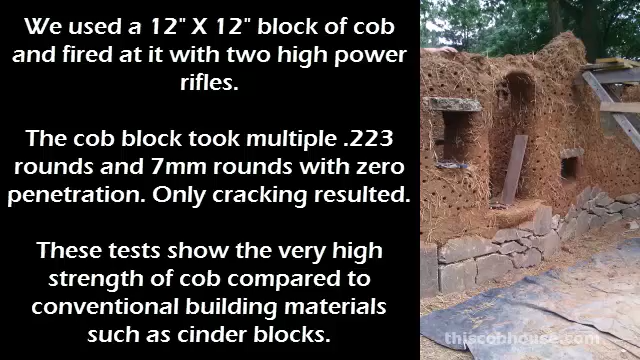 We used a 12" X 12" block of cob
and fired at it with two high power
rifles.
The cob block took multiple .223
rounds and 7mm rounds with zero
penetration. Only cracking resulted.
These tests show the very high
strength of cob compared to
conventional building materials
such as cinder blocks.
thiscobhouse.com